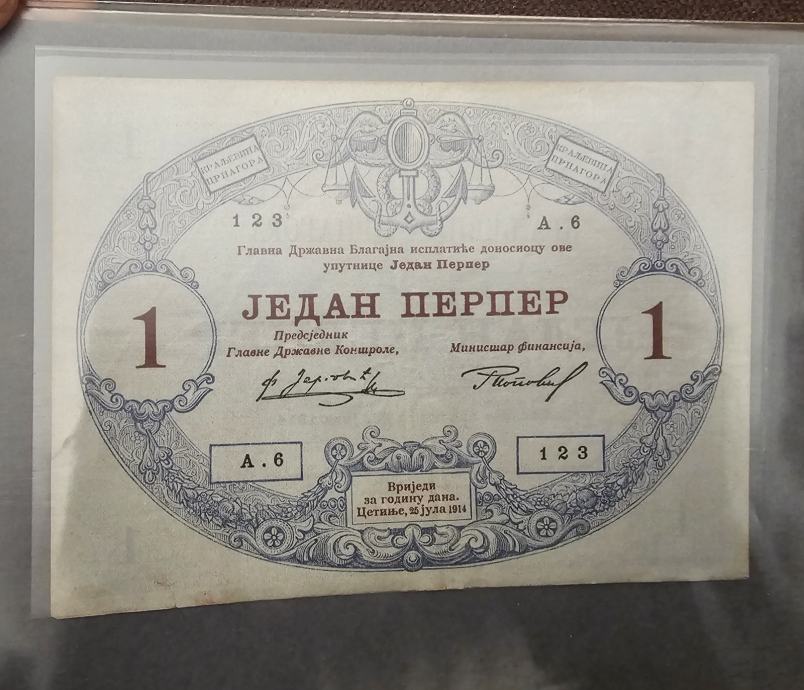 КРАЉЕВИНА
ЦРНАГОРА
КРАЉЕВИНА
ЦРНАГОРА
123
А.6
Главна Државна Благајна исплатиће доносиоцу ове
упутнице Један Перпер
ЈЕДАН ПЕРПЕР
1
1
Предсједник
Главне Државне Контроле,
Министар финансија,
А.6
123
Вриједи
за годину дана.
Цетиње, 25 јула 1914